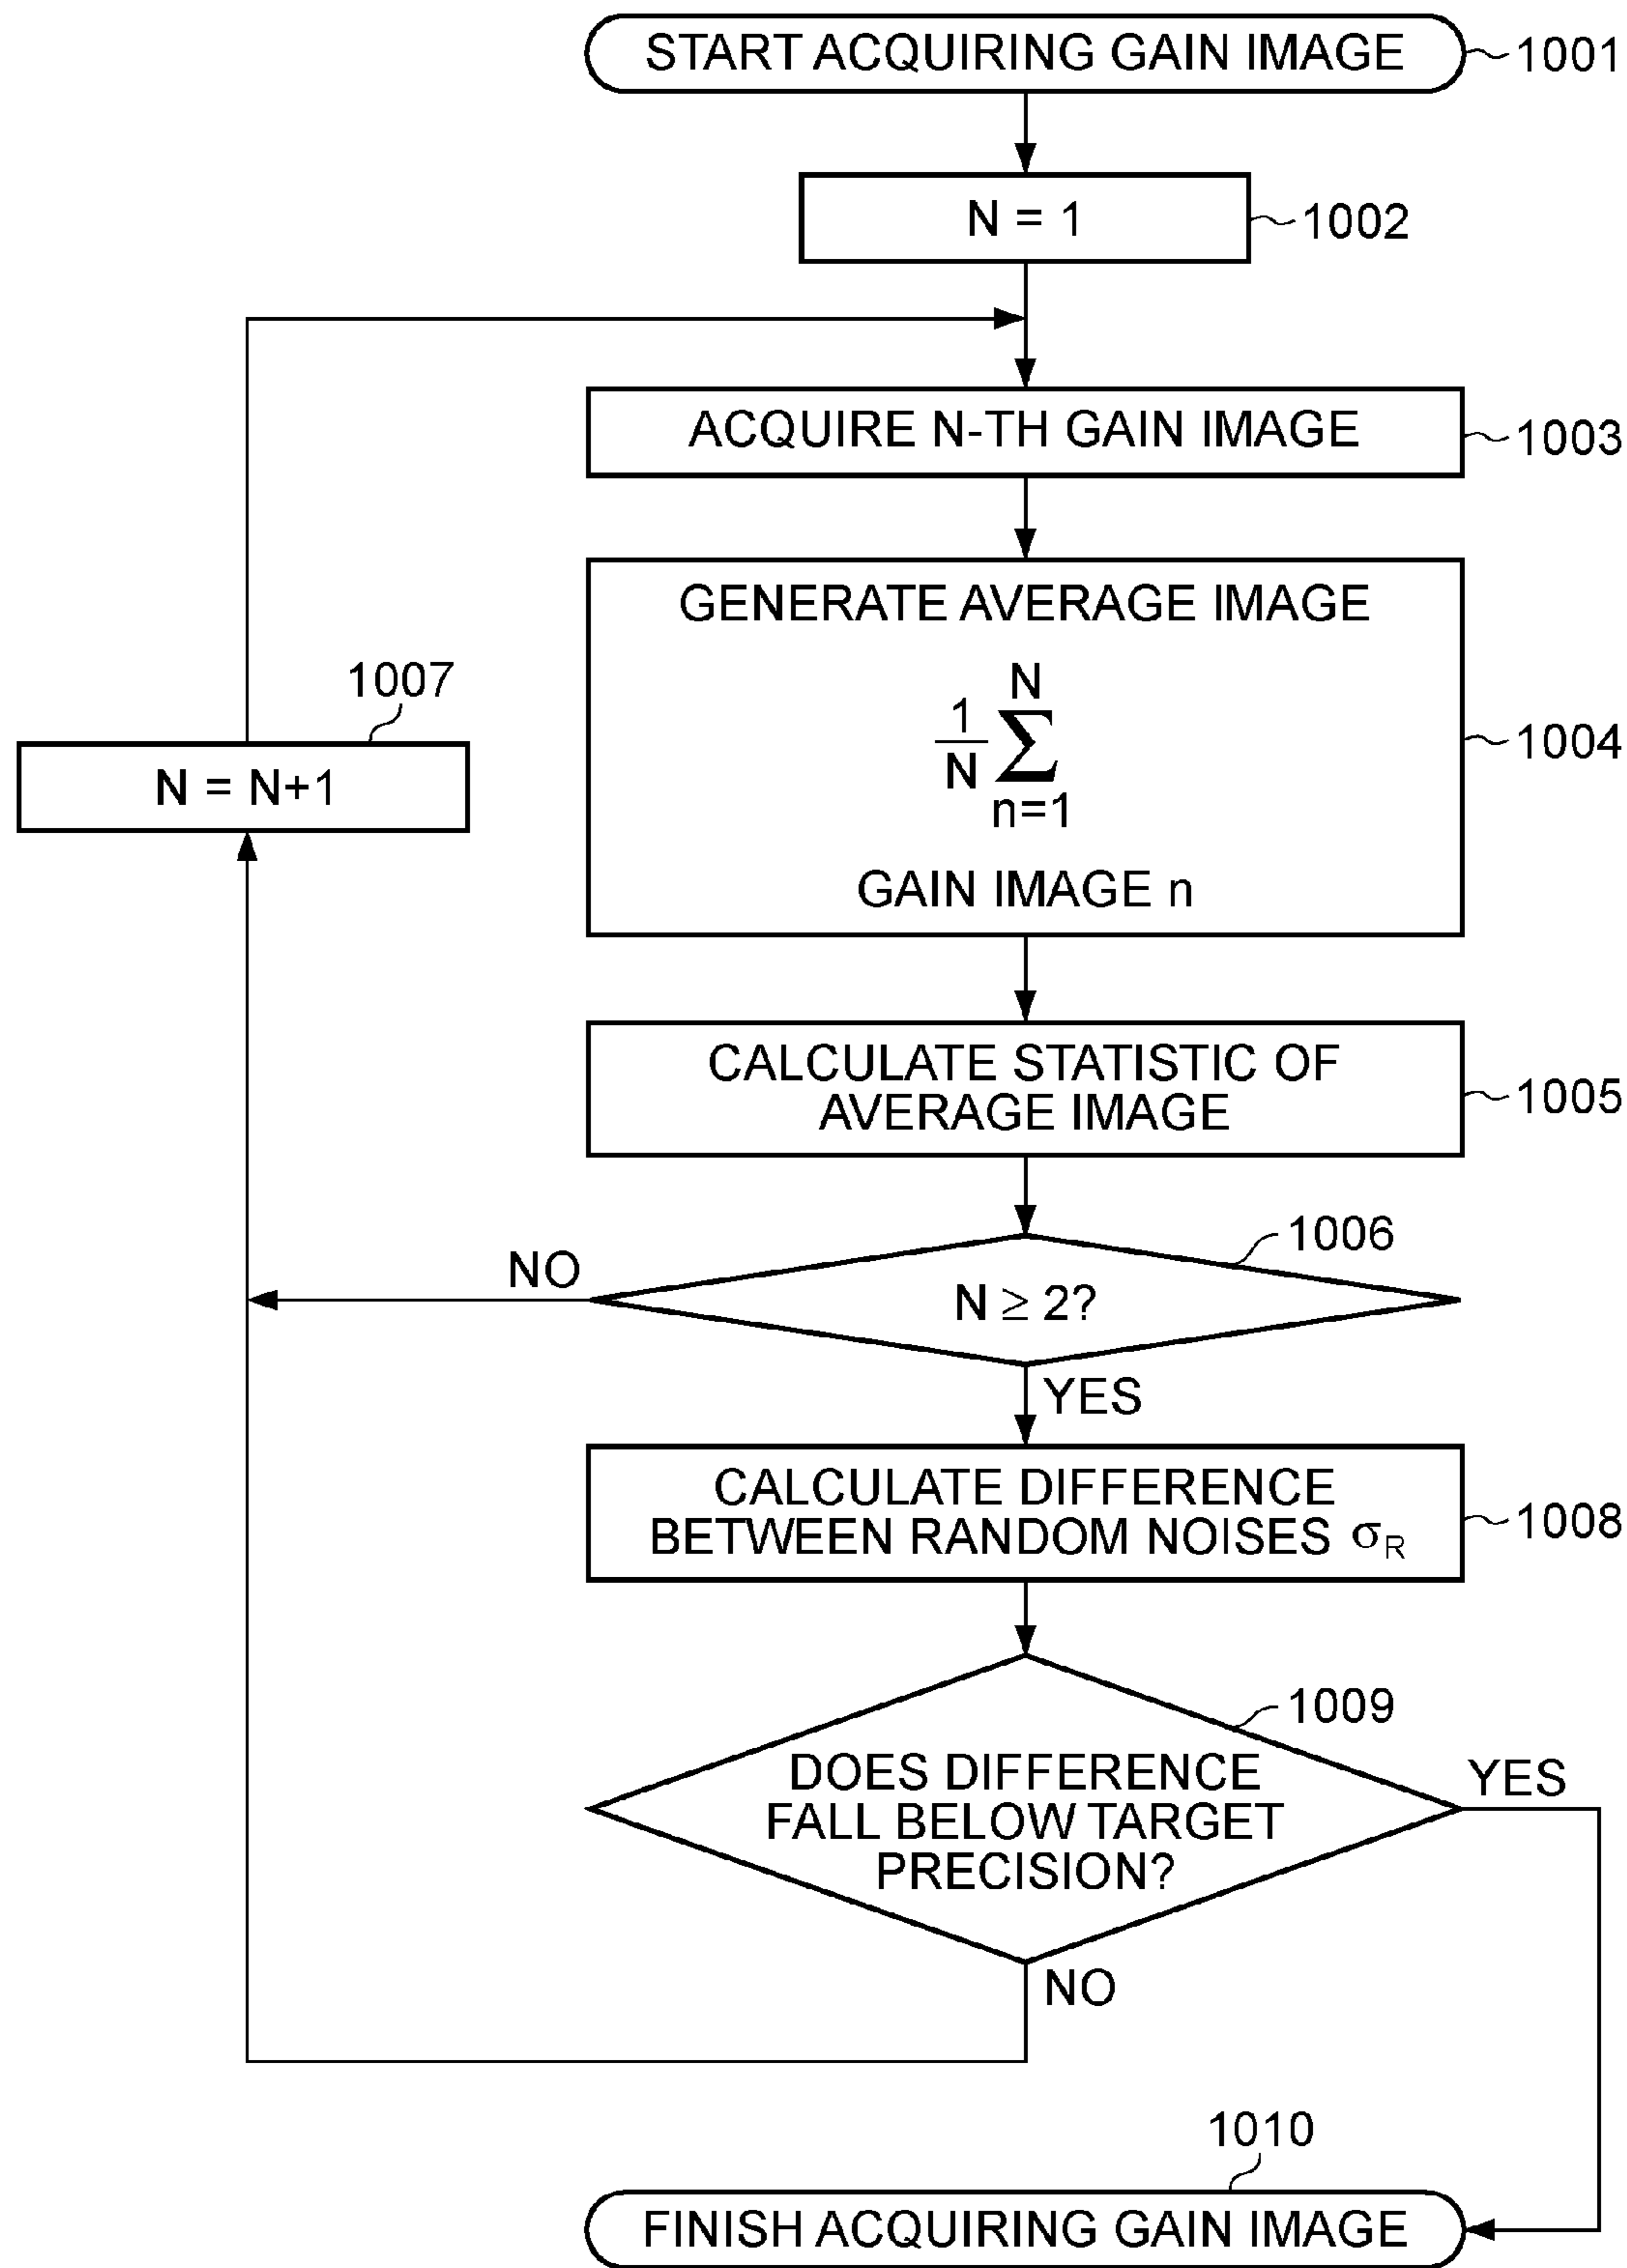 START ACQUIRING GAIN IMAGE
1001
N = 1
1002
ACQUIRE N-TH GAIN IMAGE
1003
GENERATE AVERAGE IMAGE
N
1
N
∑
n=1
GAIN IMAGE n
1004
1007
N = N+1
CALCULATE STATISTIC OF
AVERAGE IMAGE
1005
1006
NO
N ≥ 2?
YES
CALCULATE DIFFERENCE
BETWEEN RANDOM NOISES σR
1008
1009
DOES DIFFERENCE
FALL BELOW TARGET
PRECISION?
YES
NO
1010
FINISH ACQUIRING GAIN IMAGE